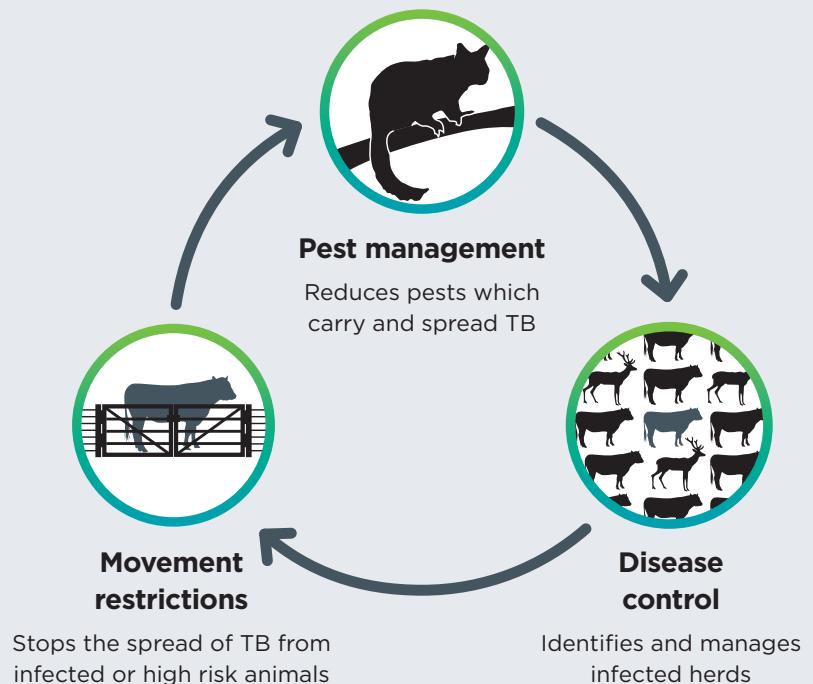 Pest management
Reduces pests which
carry and spread TB
Movement
restrictions
Stops the spread of TB from
infected or high risk animals
Disease
control
Identifies and manages
infected herds